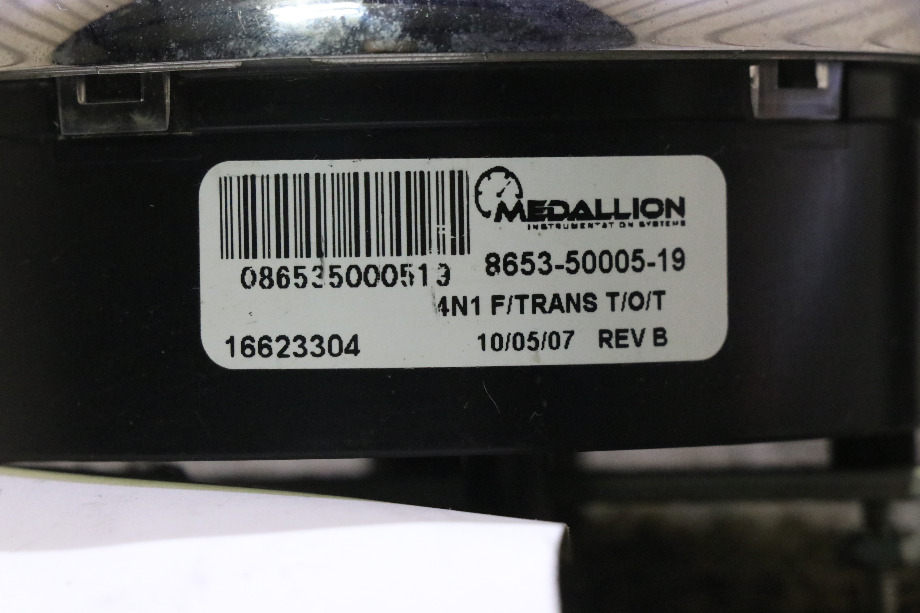 MEDALLION
INSTRUMENTATION SYSTEMS
086535000519
8653-50005-19
4N1 F/TRANS T/O/T
16623304
10/05/07 REV B